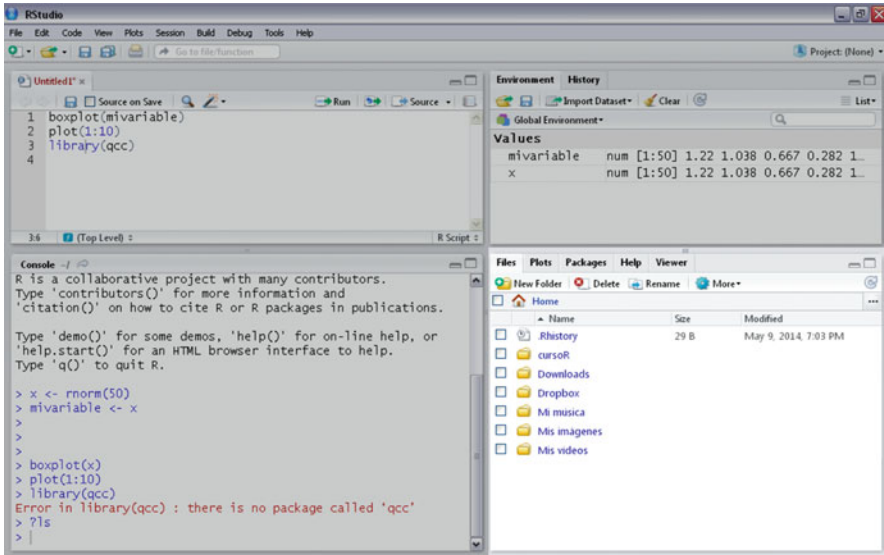 RStudio
File Edit Code View Plots Session Build Debug Tools Help
Go to file/function
Project: (None)
Untitled1*
Source on Save
Run
Source
1 boxplot(mivariable)
2 plot(1:10)
3 library(qcc)
4
3:6 (Top Level) R Script
Environment History
Import Dataset Clear List
Global Environment
Values
mivariable num [1:50] 1.22 1.038 0.667 0.282 1…
x num [1:50] 1.22 1.038 0.667 0.282 1…
Console ~/
R is a collaborative project with many contributors.
Type 'contributors()' for more information and
'citation()' on how to cite R or R packages in publications.
Type 'demo()' for some demos, 'help()' for on-line help, or
'help.start()' for an HTML browser interface to help.
Type 'q()' to quit R.
> x <- rnorm(50)
> mivariable <- x
>
>
>
> boxplot(x)
> plot(1:10)
> library(qcc)
Error in library(qcc) : there is no package called 'qcc'
> ?ls
>
Files Plots Packages Help Viewer
New Folder Delete Rename More
Home ...
Name Size Modified
.Rhistory 29 B May 9, 2014, 7:03 PM
cursoR
Downloads
Dropbox
Mi musica
Mis imagenes
Mis videos